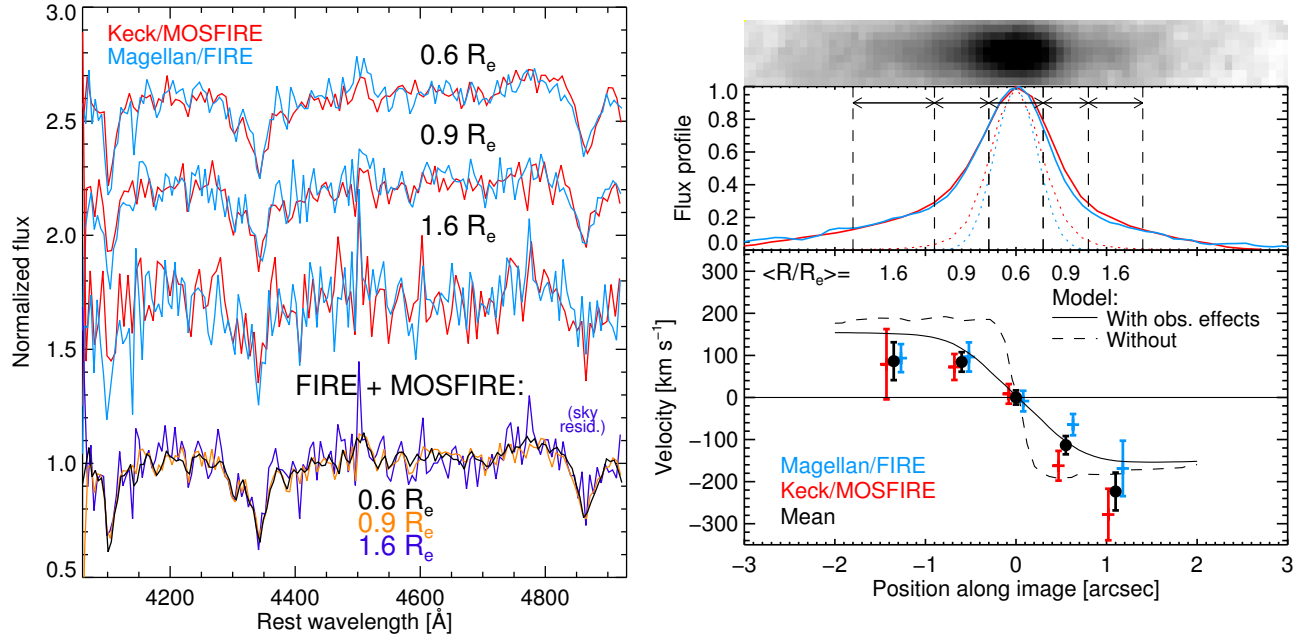 Keck/MOSFIRE
Magellan/FIRE
0.6 Re
0.9 Re
1.6 Re
FIRE + MOSFIRE:
(sky
resid.)
0.6 Re
0.9 Re
1.6 Re
3.0
2.5
2.0
1.5
1.0
0.5
Normalized flux
4200
4400
4600
4800
Rest wavelength [Å]
1.0
0.8
0.6
0.4
0.2
0.0
Flux profile
<R/Re>= 1.6 0.9 0.6 0.9 1.6
Model:
With obs. effects
Without
300
200
100
0
−100
−200
−300
Velocity [km s⁻¹]
Magellan/FIRE
Keck/MOSFIRE
Mean
−3 −2 −1 0 1 2 3
Position along image [arcsec]